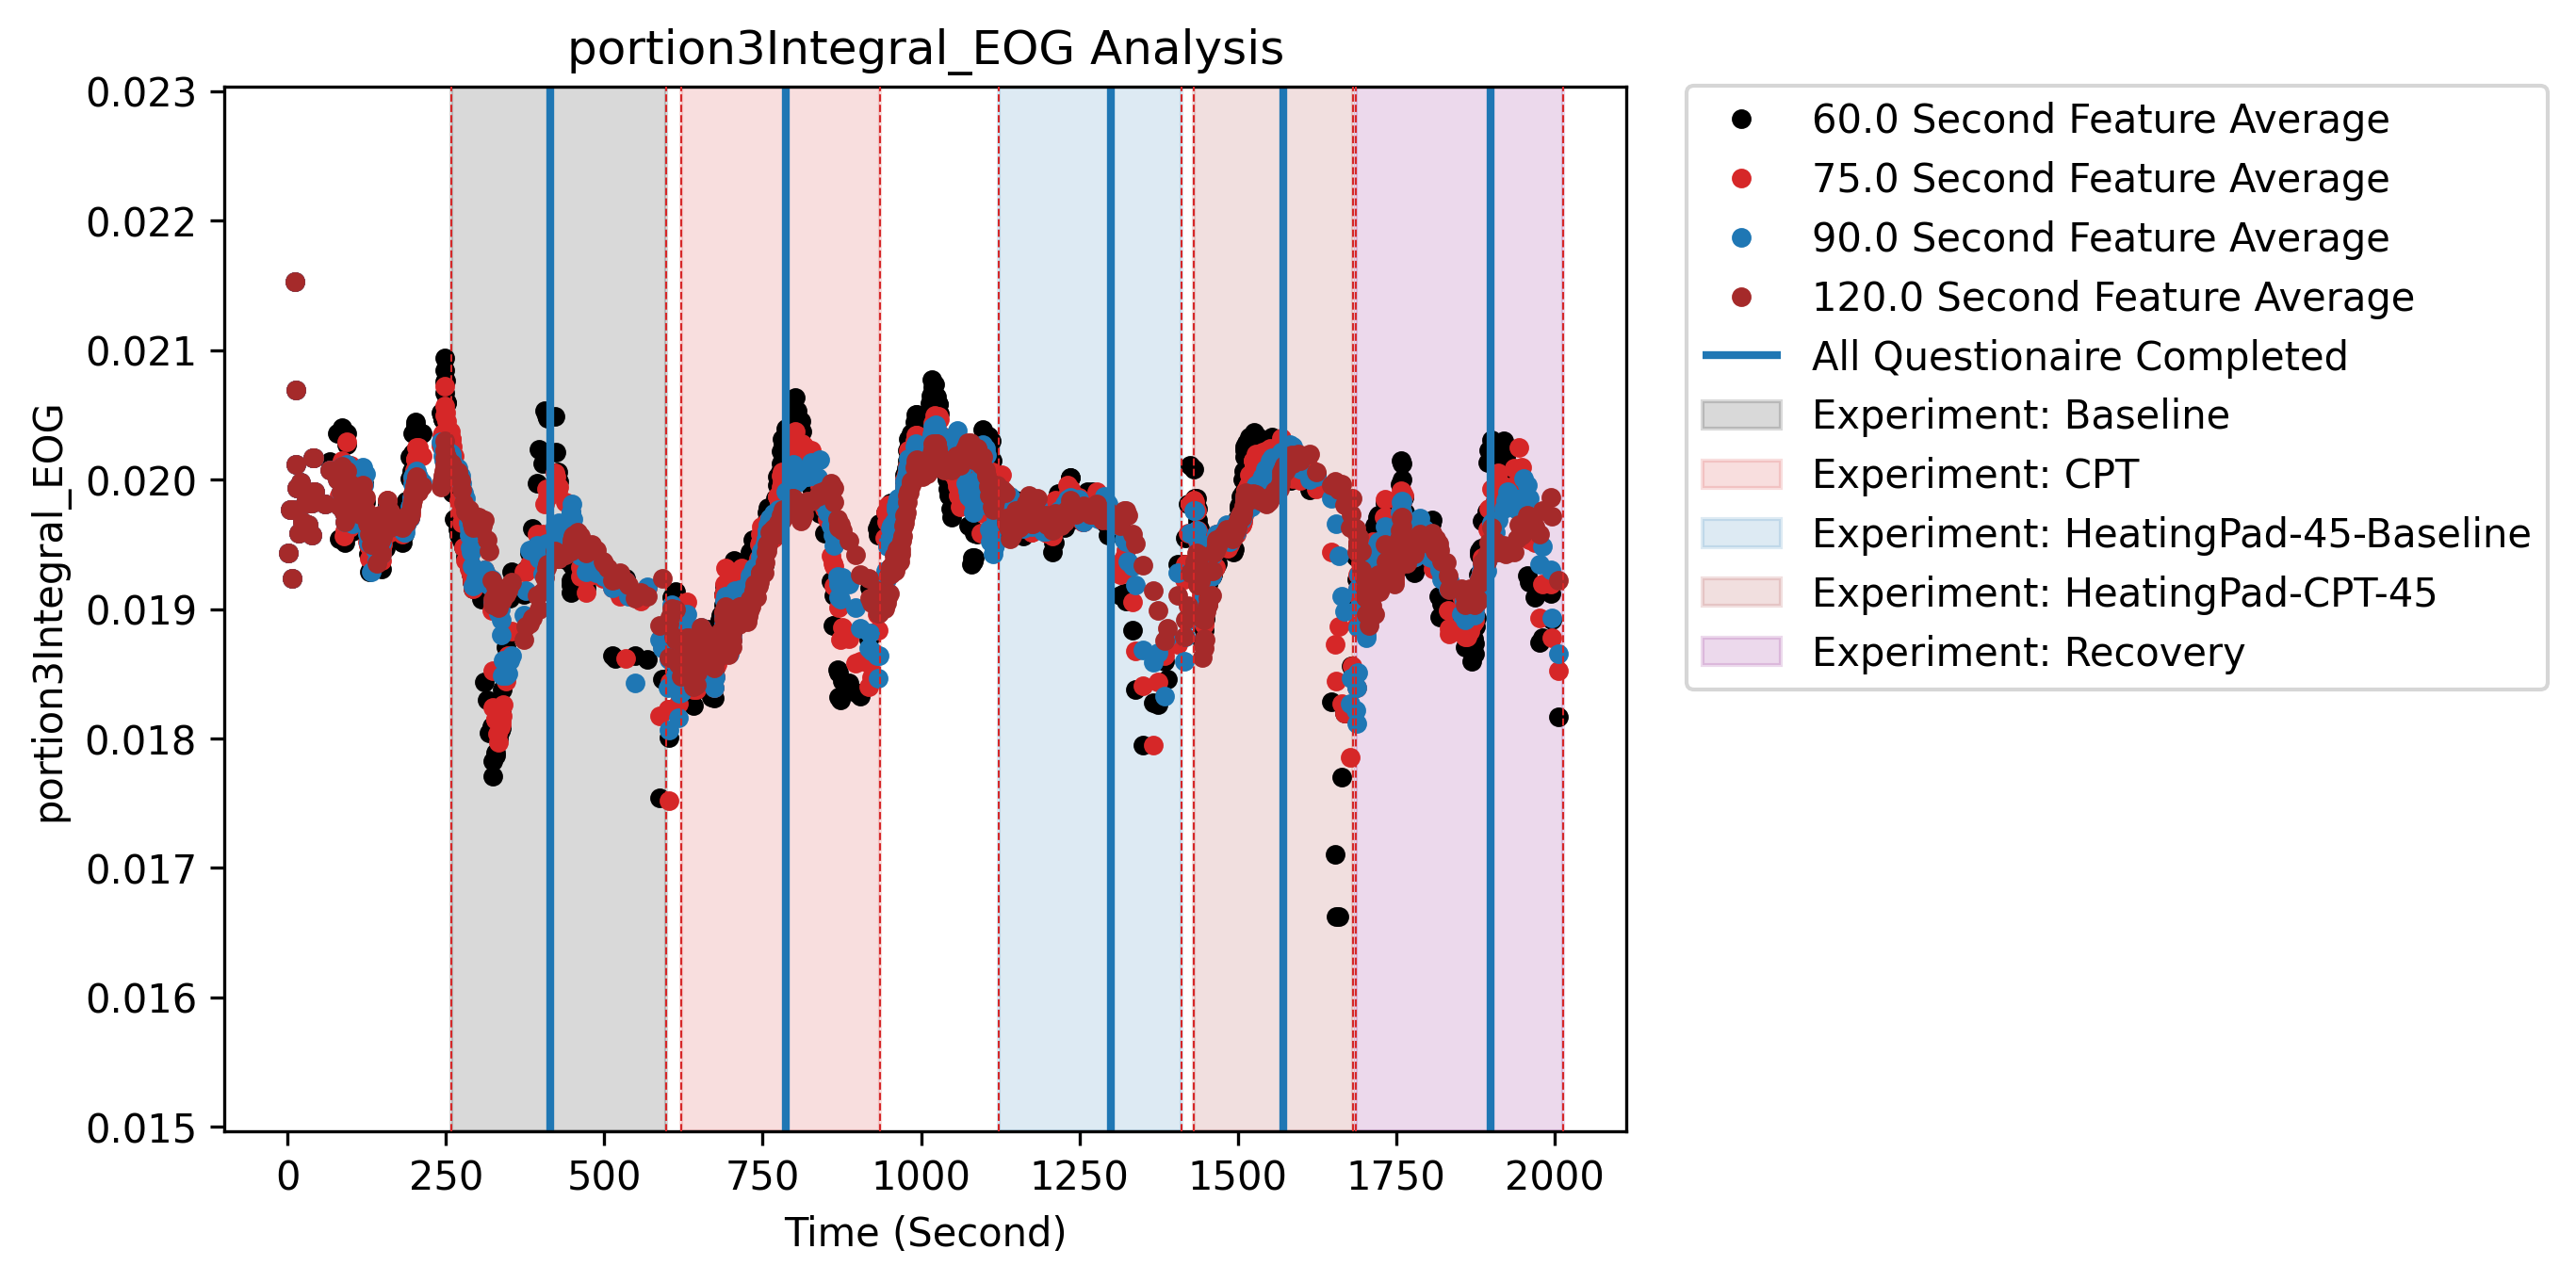 portion3Integral_EOG Analysis
0.023
0.022
0.021
0.020
0.019
0.018
0.017
0.016
0.015
portion3Integral_EOG
0 250 500 750 1000 1250 1500 1750 2000
Time (Second)
60.0 Second Feature Average
75.0 Second Feature Average
90.0 Second Feature Average
120.0 Second Feature Average
All Questionaire Completed
Experiment: Baseline
Experiment: CPT
Experiment: HeatingPad-45-Baseline
Experiment: HeatingPad-CPT-45
Experiment: Recovery